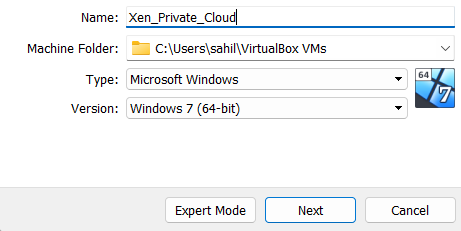 Name: Xen_Private_Cloud
Machine Folder: C:\Users\sahil\VirtualBox VMs
Type: Microsoft Windows
64
7
Version: Windows 7 (64-bit)
Expert Mode Next Cancel